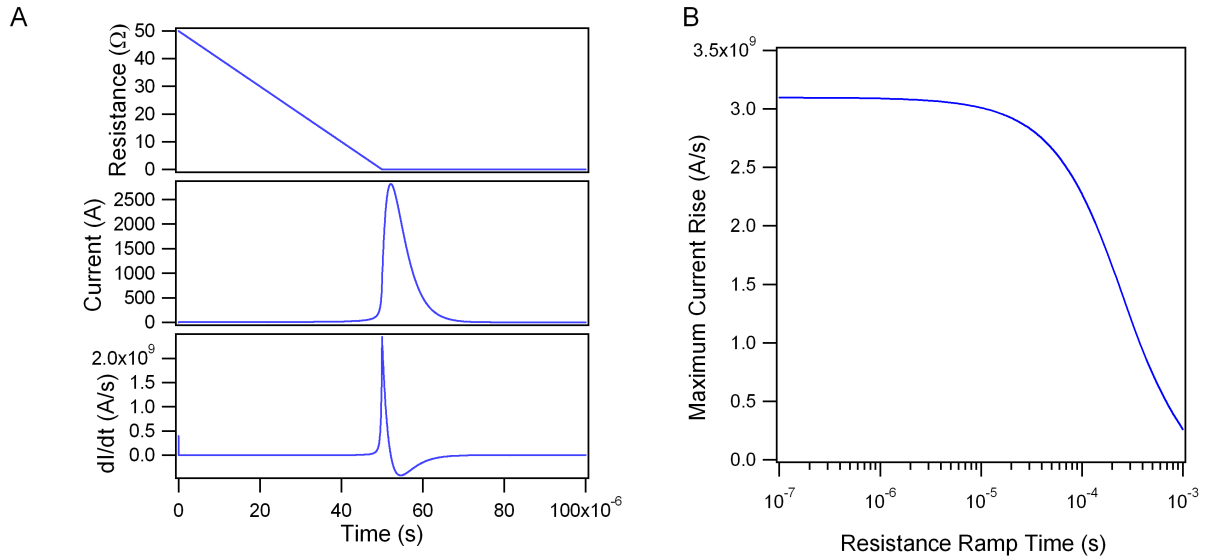 A
Resistance (Ω)
50
40
30
20
10
0
Current (A)
2500
2000
1500
1000
500
0
dI/dt (A/s)
2.0x10⁹
1.5
1.0
0.5
0.0
0 20 40 60 80 100x10⁻⁶
Time (s)
B
Maximum Current Rise (A/s)
3.5x10⁹
3.0
2.5
2.0
1.5
1.0
0.5
0.0
10⁻⁷ 10⁻⁶ 10⁻⁵ 10⁻⁴ 10⁻³
Resistance Ramp Time (s)